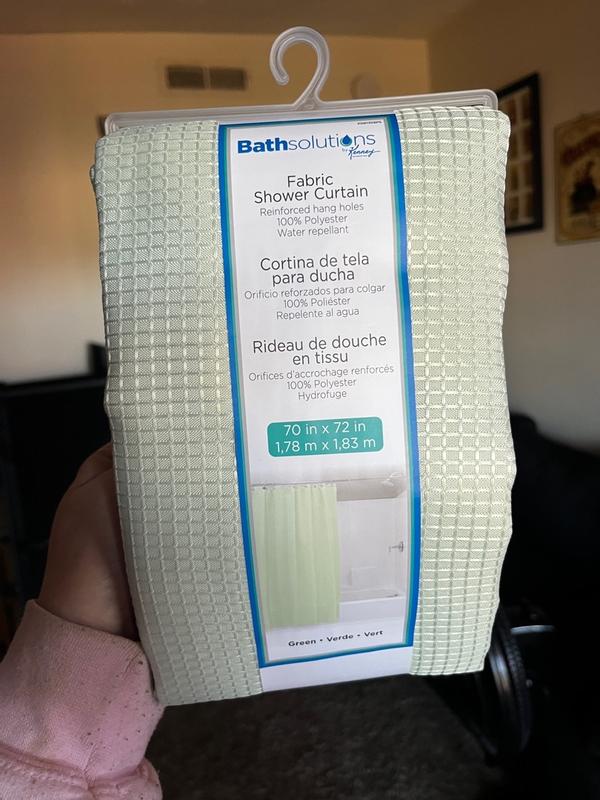 Bathsolutions
by Kenney
Fabric
Shower Curtain
Reinforced hang holes
100% Polyester
Water repellant
Cortina de tela
para ducha
Orificio reforzados para colgar
100% Poliéster
Repelente al agua
Rideau de douche
en tissu
Orifices d'accrochage renforcés
100% Polyester
Hydrofuge
70 in x 72 in
1,78 m x 1,83 m
Green • Verde • Vert